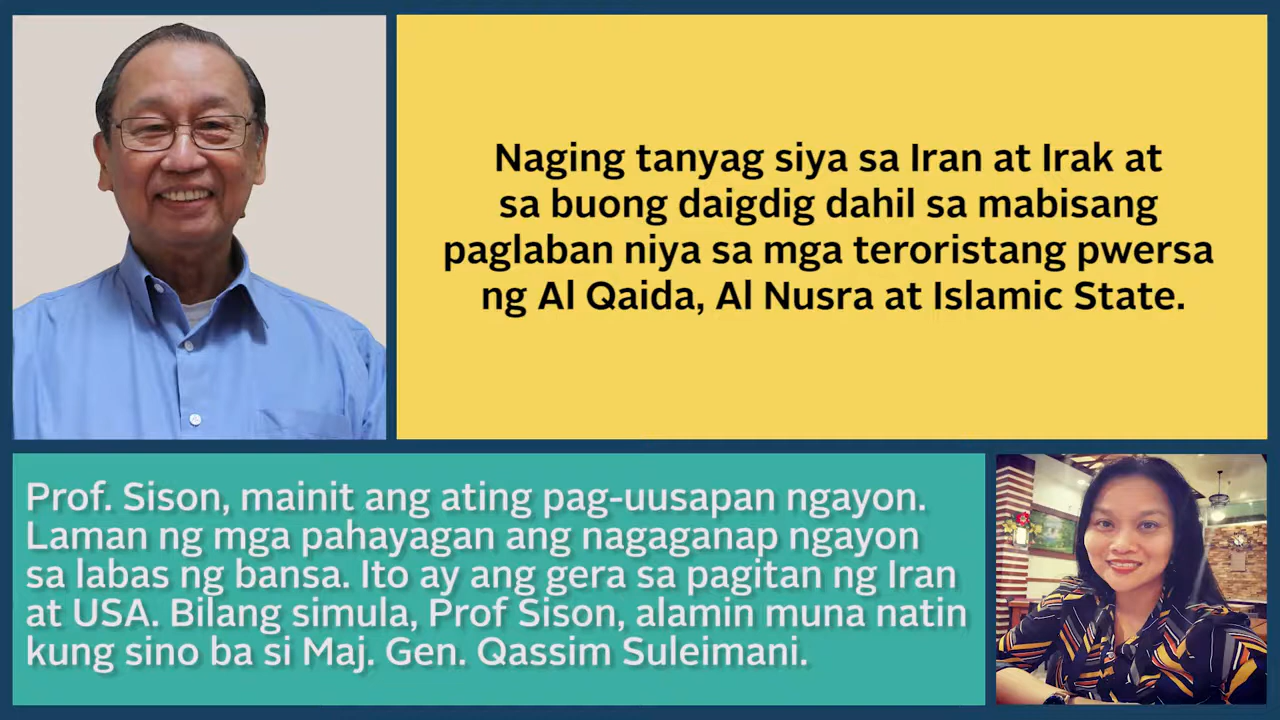 Naging tanyag siya sa Iran at Irak at
sa buong daigdig dahil sa mabisang
paglaban niya sa mga teroristang pwersa
ng Al Qaida, Al Nusra at Islamic State.
Prof. Sison, mainit ang ating pag-uusapan ngayon.
Laman ng mga pahayagan ang nagaganap ngayon
sa labas ng bansa. Ito ay ang gera sa pagitan ng Iran
at USA. Bilang simula, Prof Sison, alamin muna natin
kung sino ba si Maj. Gen. Qassim Suleimani.